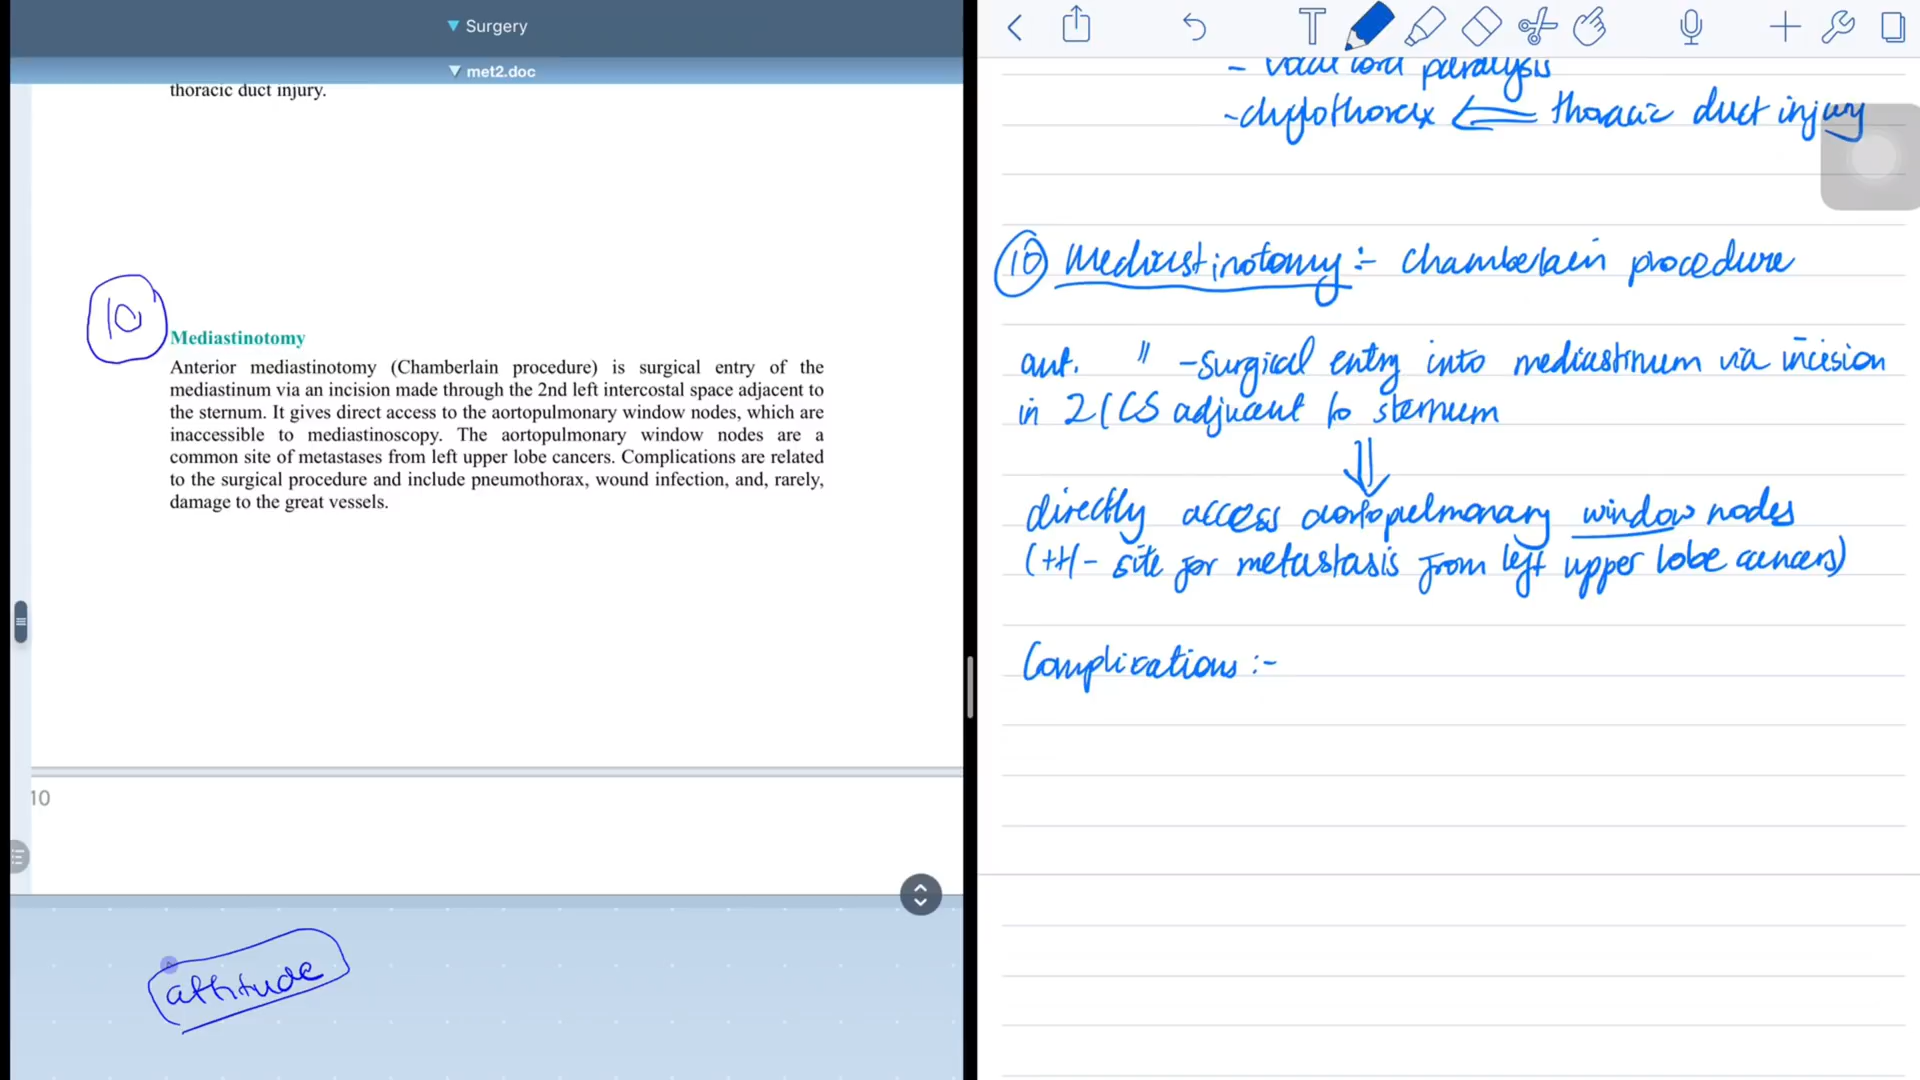 Surgery
met2.doc
thoracic duct injury.
10
Mediastinotomy
Anterior mediastinotomy (Chamberlain procedure) is surgical entry of the
mediastinum via an incision made through the 2nd left intercostal space adjacent to
the sternum. It gives direct access to the aortopulmonary window nodes, which are
inaccessible to mediastinoscopy. The aortopulmonary window nodes are a
common site of metastases from left upper lobe cancers. Complications are related
to the surgical procedure and include pneumothorax, wound infection, and, rarely,
damage to the great vessels.
10
attitude
T
- vocal cord paralysis
- chylothorax ⇐ thoracic duct injury
10 Mediastinotomy :- Chamberlain procedure
ant. " - Surgical entry into mediastinum via incision
in 2 ICS adjacent to sternum
⇓
directly access aortopulmonary window nodes
(++ - site for metastasis from left upper lobe cancers)
Complications :-